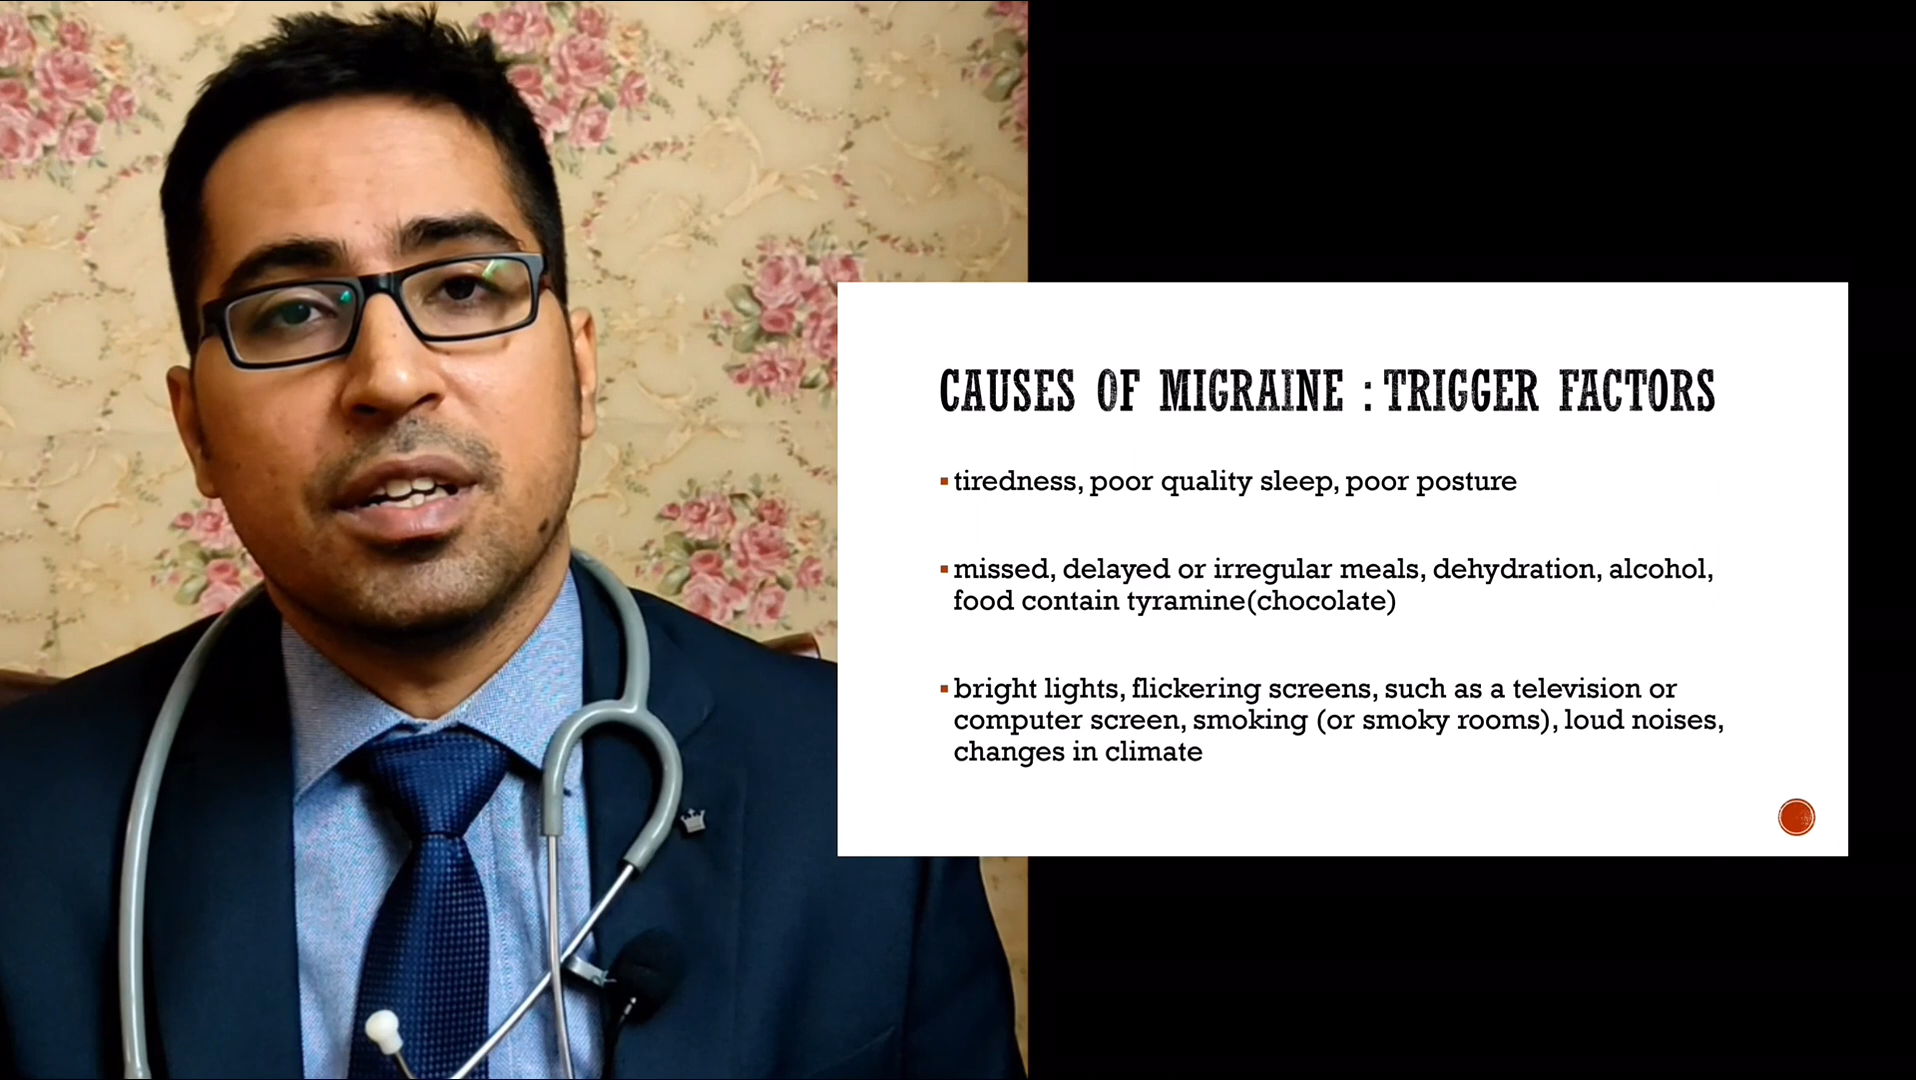 CAUSES OF MIGRAINE : TRIGGER FACTORS
tiredness, poor quality sleep, poor posture
missed, delayed or irregular meals, dehydration, alcohol,
food contain tyramine(chocolate)
bright lights, flickering screens, such as a television or
computer screen, smoking (or smoky rooms), loud noises,
changes in climate